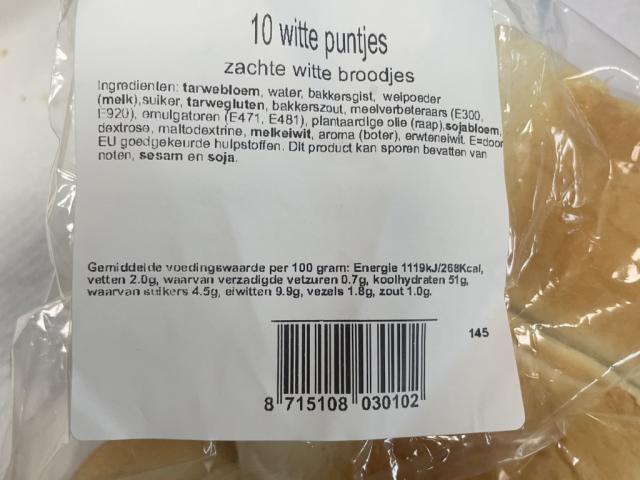 10 witte puntjes
zachte witte broodjes
Ingredienten: tarwebloem, water, bakkersgist, weipoeder
(melk),suiker, tarwegluten, bakkerszout, meelverbeteraars (E300,
E920), emulgatoren (E471, E481), plantaardige olie (raap),sojabloem,
dextrose, maltodextrine, melkeiwit, aroma (boter), erwteneiwit, E=door
EU goedgekeurde hulpstoffen. Dit product kan sporen bevatten van
noten, sesam en soja.
Gemiddelde voedingswaarde per 100 gram: Energie 1119kJ/268Kcal,
vetten 2.0g, waarvan verzadigde vetzuren 0.7g, koolhydraten 51g,
waarvan suikers 4.5g, eiwitten 9.9g, vezels 1.8g, zout 1.0g.
145
8 715108 030102